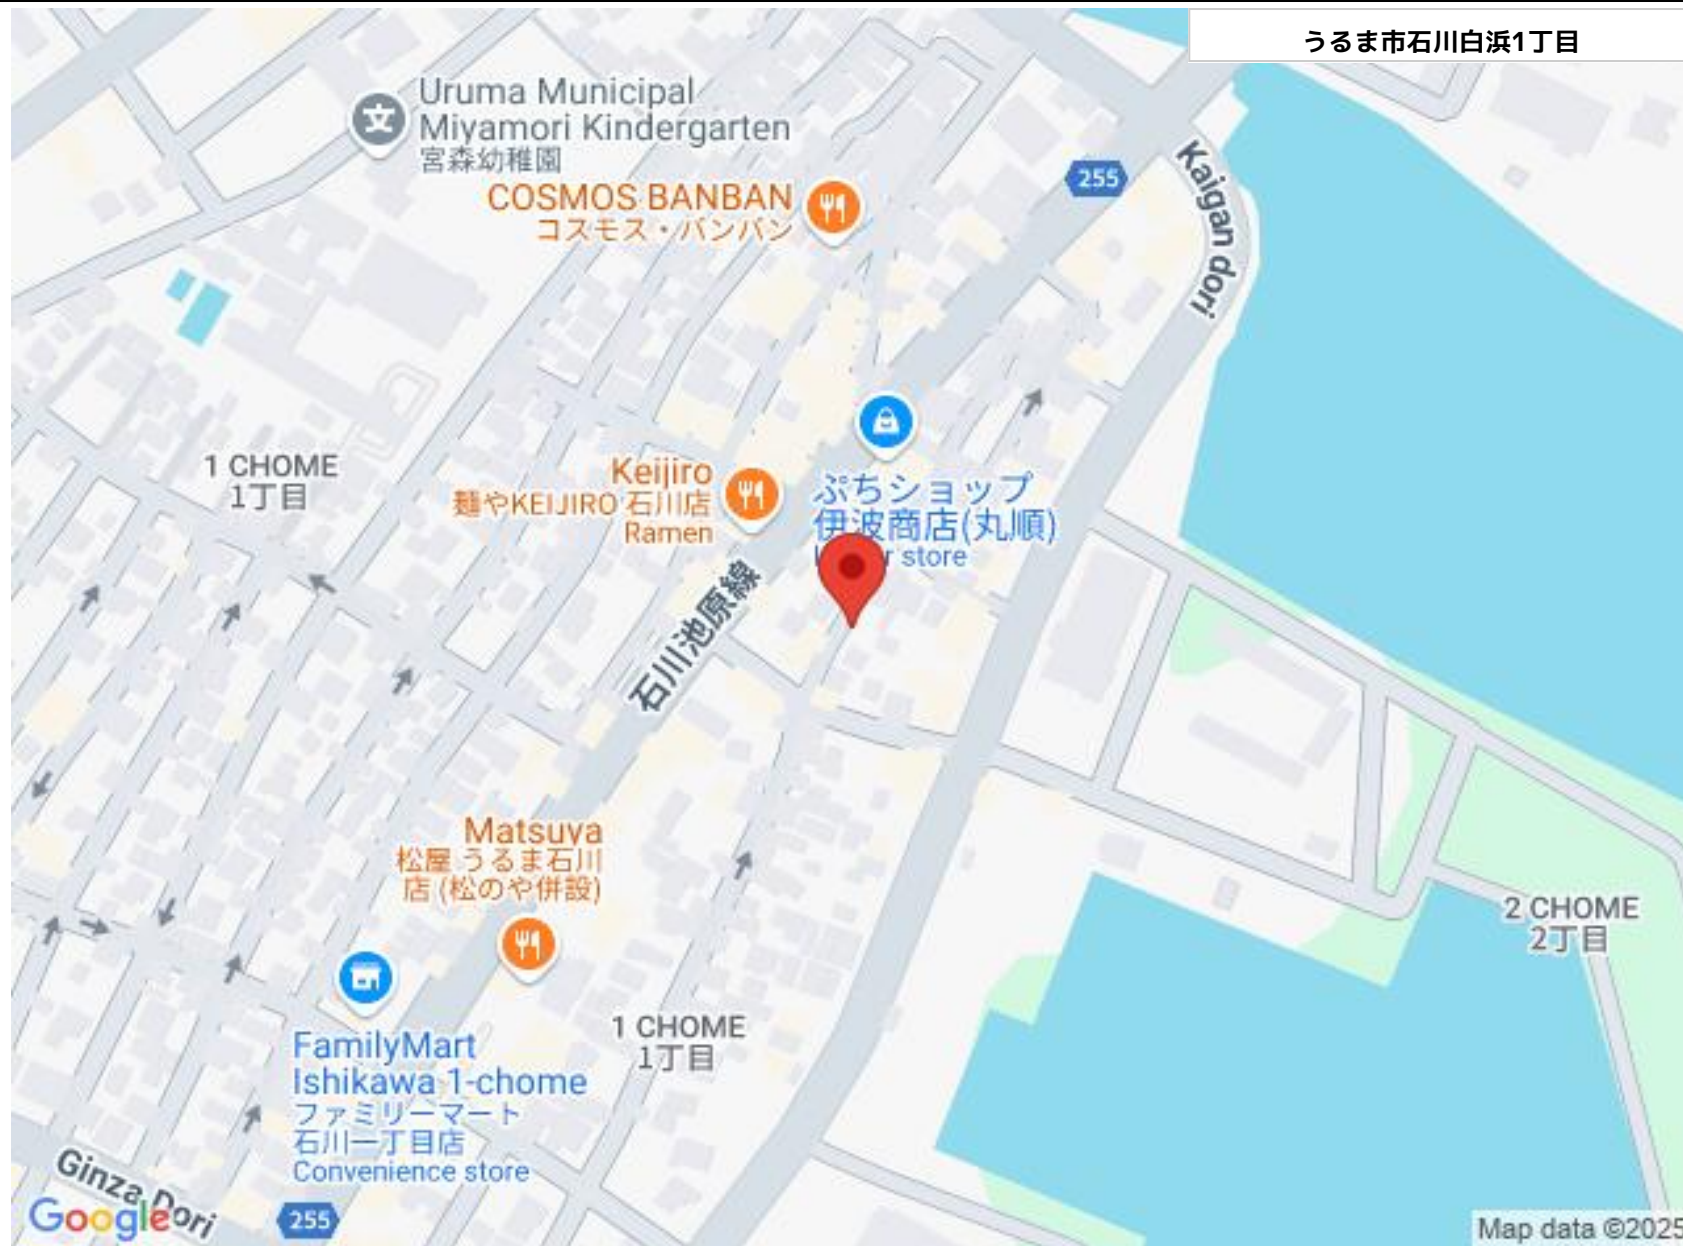 うるま市石川白浜1丁目
Uruma Municipal
Miyamori Kindergarten
宮森幼稚園
COSMOS BANBAN
コスモス・バンバン
255
Kaigan dori
1 CHOME
1丁目
Keijiro
麺やKEIJIRO 石川店
Ramen
ぷちショップ
伊波商店(丸順)
store
石川池原線
Matsuya
松屋 うるま石川
店 (松のや併設)
2 CHOME
2丁目
1 CHOME
1丁目
FamilyMart
Ishikawa 1-chome
ファミリーマート
石川一丁目店
Convenience store
Ginza Dori
255
Google
Map data ©2025